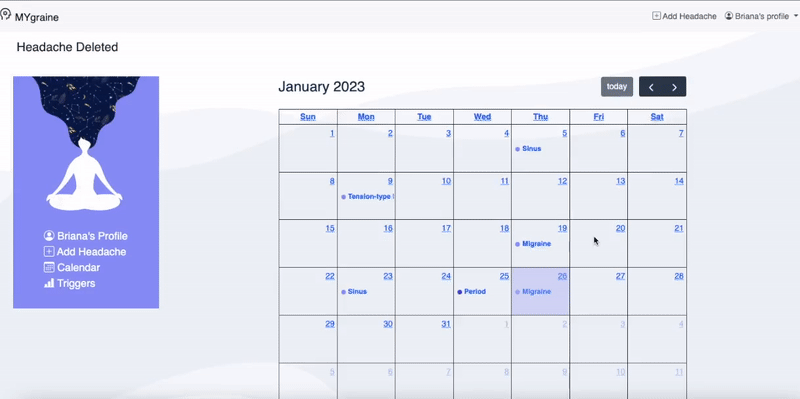 MYgraine
Add Headache Briana's profile
Headache Deleted
January 2023
today
Sun Mon Tue Wed Thu Fri Sat
1 2 3 4 5 6 7
Sinus
8 9 10 11 12 13 14
Tension-type
15 16 17 18 19 20 21
Migraine
22 23 24 25 26 27 28
Sinus Period Migraine
29 30 31 1 2 3 4
5 6 7 8 9 10 11
Briana's Profile
Add Headache
Calendar
Triggers